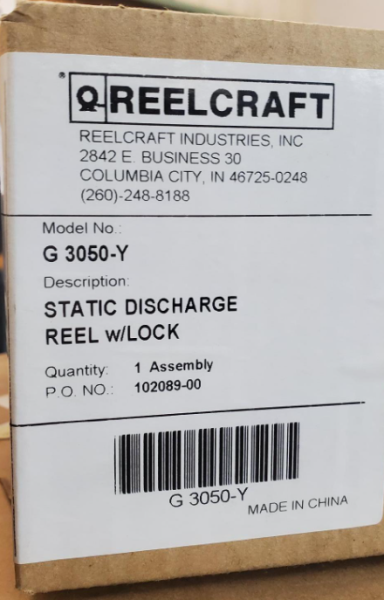 ® REELCRAFT
REELCRAFT INDUSTRIES, INC
2842 E. BUSINESS 30
COLUMBIA CITY, IN 46725-0248
(260)-248-8188
Model No.:
G 3050-Y
Description:
STATIC DISCHARGE
REEL w/LOCK
Quantity: 1 Assembly
P.O. NO.: 102089-00
G 3050-Y
MADE IN CHINA